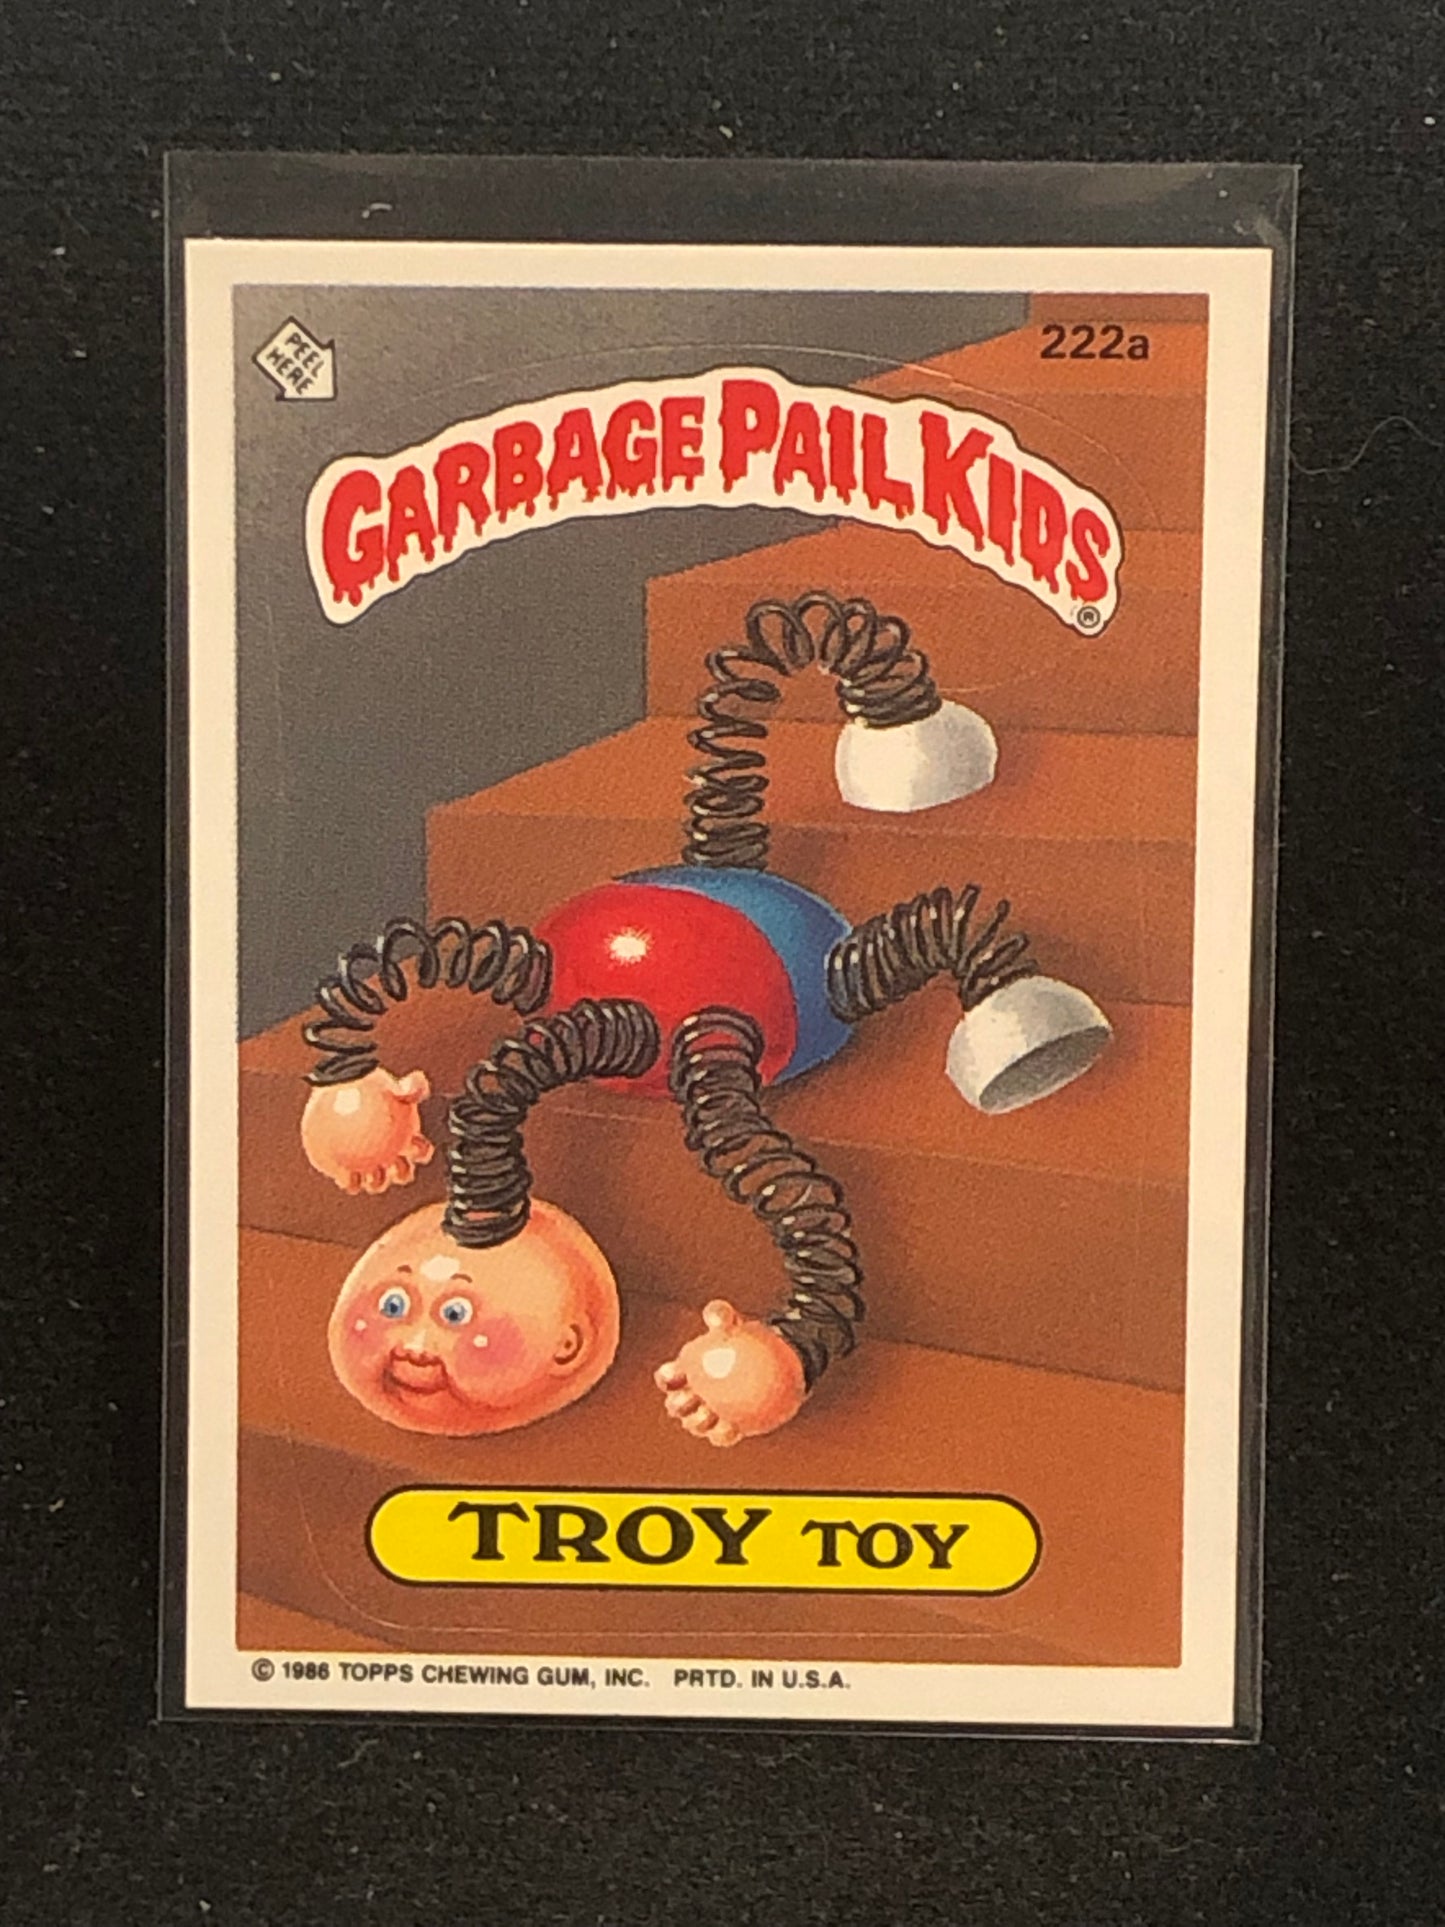 PEEL
HERE
222a
GARBAGE PAIL KIDS
®
TROY TOY
© 1986 TOPPS CHEWING GUM, INC. PRTD. IN U.S.A.